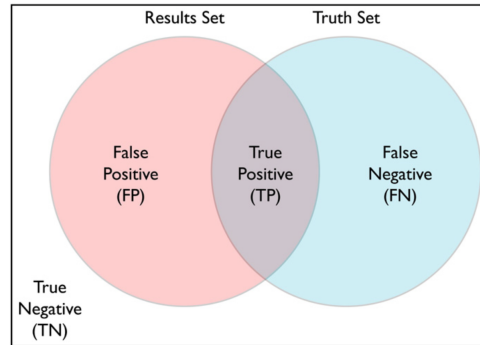 Results Set
Truth Set
False
Positive
(FP)
True
Positive
(TP)
False
Negative
(FN)
True
Negative
(TN)